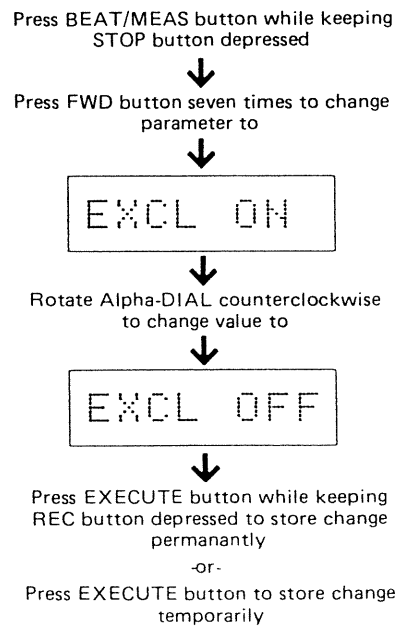 Press BEAT/MEAS button while keeping
STOP button depressed
Press FWD button seven times to change
parameter to
EXCL ON
Rotate Alpha-DIAL counterclockwise
to change value to
EXCL OFF
Press EXECUTE button while keeping
REC button depressed to store change
permanantly
-or-
Press EXECUTE button to store change
temporarily